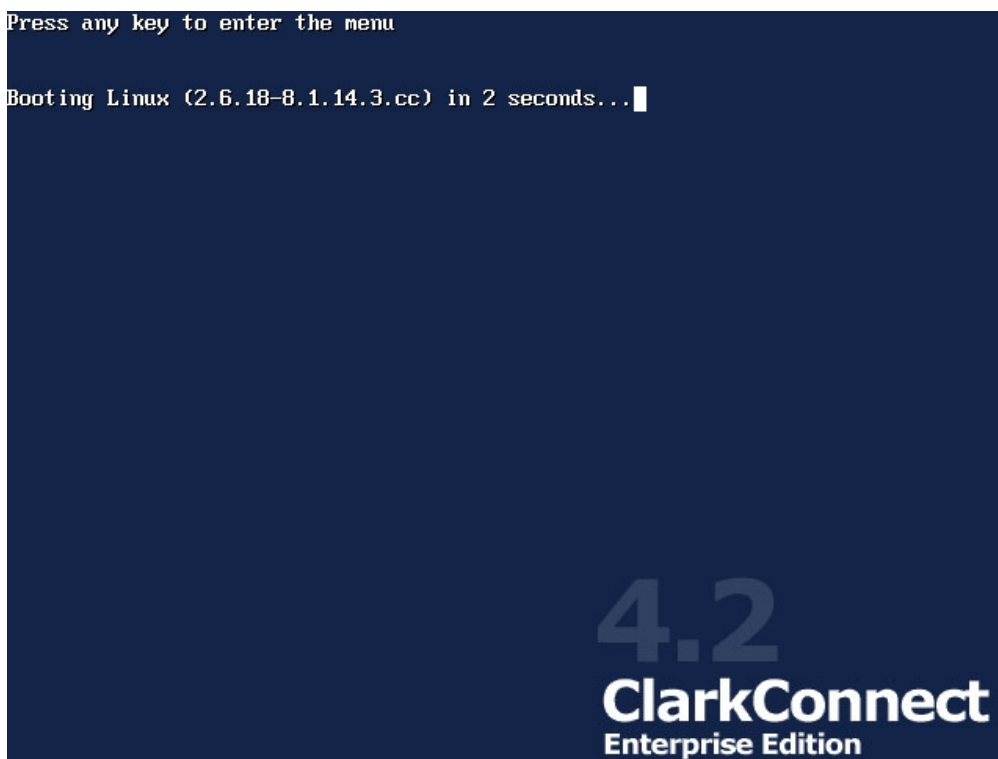 Press any key to enter the menu
Booting Linux (2.6.18-8.1.14.3.cc) in 2 seconds...
4.2
ClarkConnect
Enterprise Edition